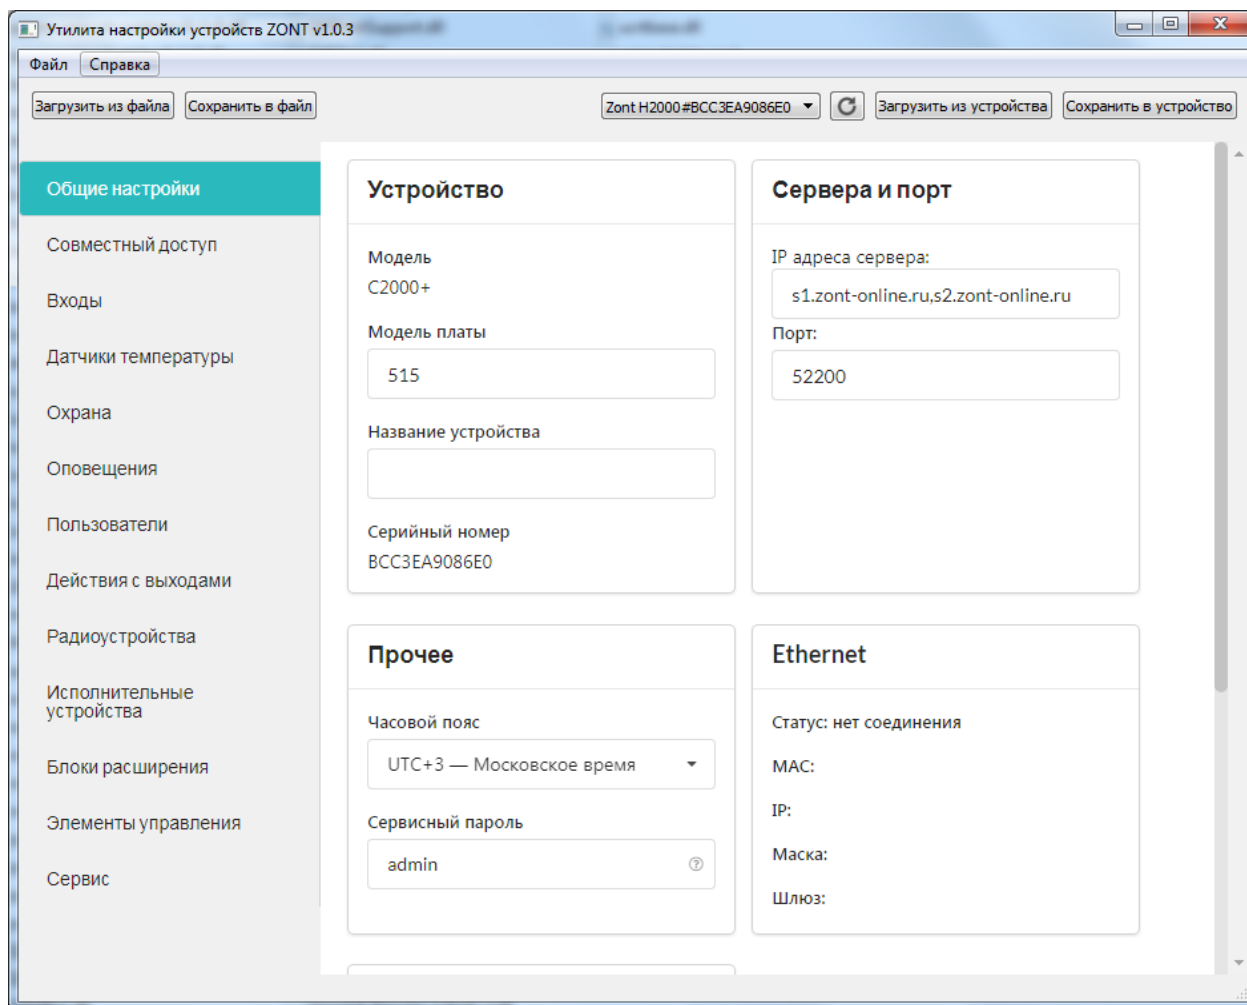 Утилита настройки устройств ZONT v1.0.3
Файл Справка
Загрузить из файла Сохранить в файл Zont H2000#BCC3EA9086E0 Загрузить из устройства Сохранить в устройство
Общие настройки
Совместный доступ
Входы
Датчики температуры
Охрана
Оповещения
Пользователи
Действия с выходами
Радиоустройства
Исполнительные
устройства
Блоки расширения
Элементы управления
Сервис
Устройство
Модель
C2000+
Модель платы
515
Название устройства
Серийный номер
BCC3EA9086E0
Сервера и порт
IP адреса сервера:
s1.zont-online.ru,s2.zont-online.ru
Порт:
52200
Прочее
Часовой пояс
UTC+3 — Московское время
Сервисный пароль
admin
Ethernet
Статус: нет соединения
MAC:
IP:
Маска:
Шлюз: